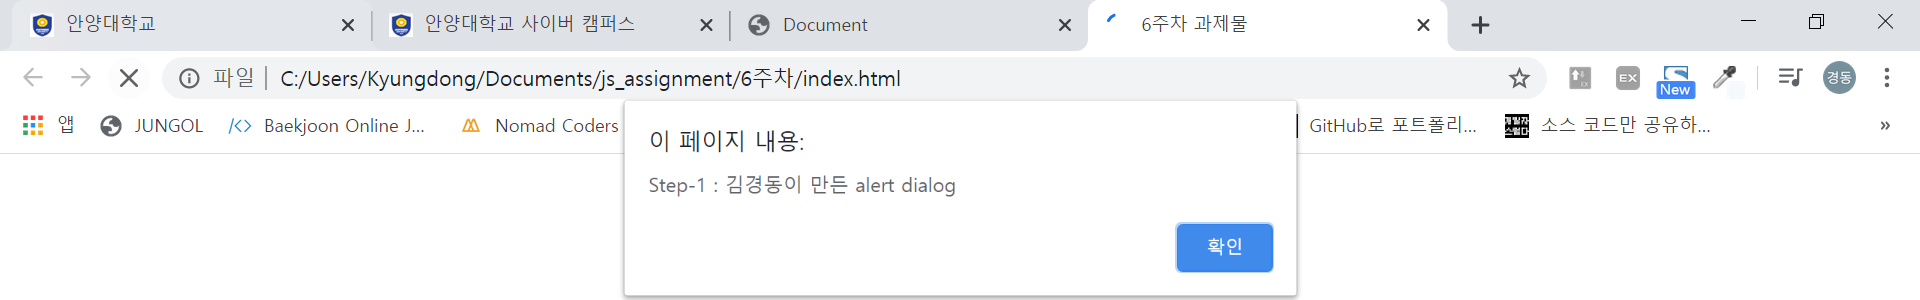 안양대학교
안양대학교 사이버 캠퍼스
Document
6주차 과제물
파일
C:/Users/Kyungdong/Documents/js_assignment/6주차/index.html
EX
New
경동
앱
JUNGOL
Baekjoon Online J...
Nomad Coders
GitHub로 포트폴리...
소스 코드만 공유하...
»
이 페이지 내용:
Step-1 : 김경동이 만든 alert dialog
확인